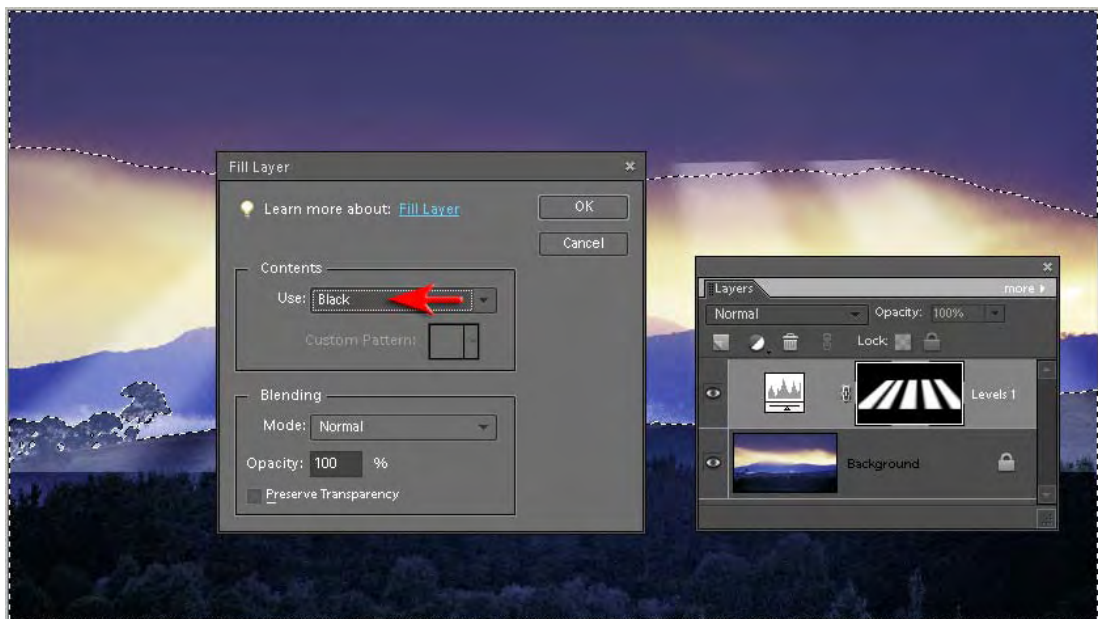 Fill Layer
Learn more about: Fill Layer
OK
Cancel
Contents
Use: Black
Custom Pattern:
Blending
Mode: Normal
Opacity: 100 %
Preserve Transparency
Layers
more
Normal
Opacity: 100%
Lock:
Levels 1
Background